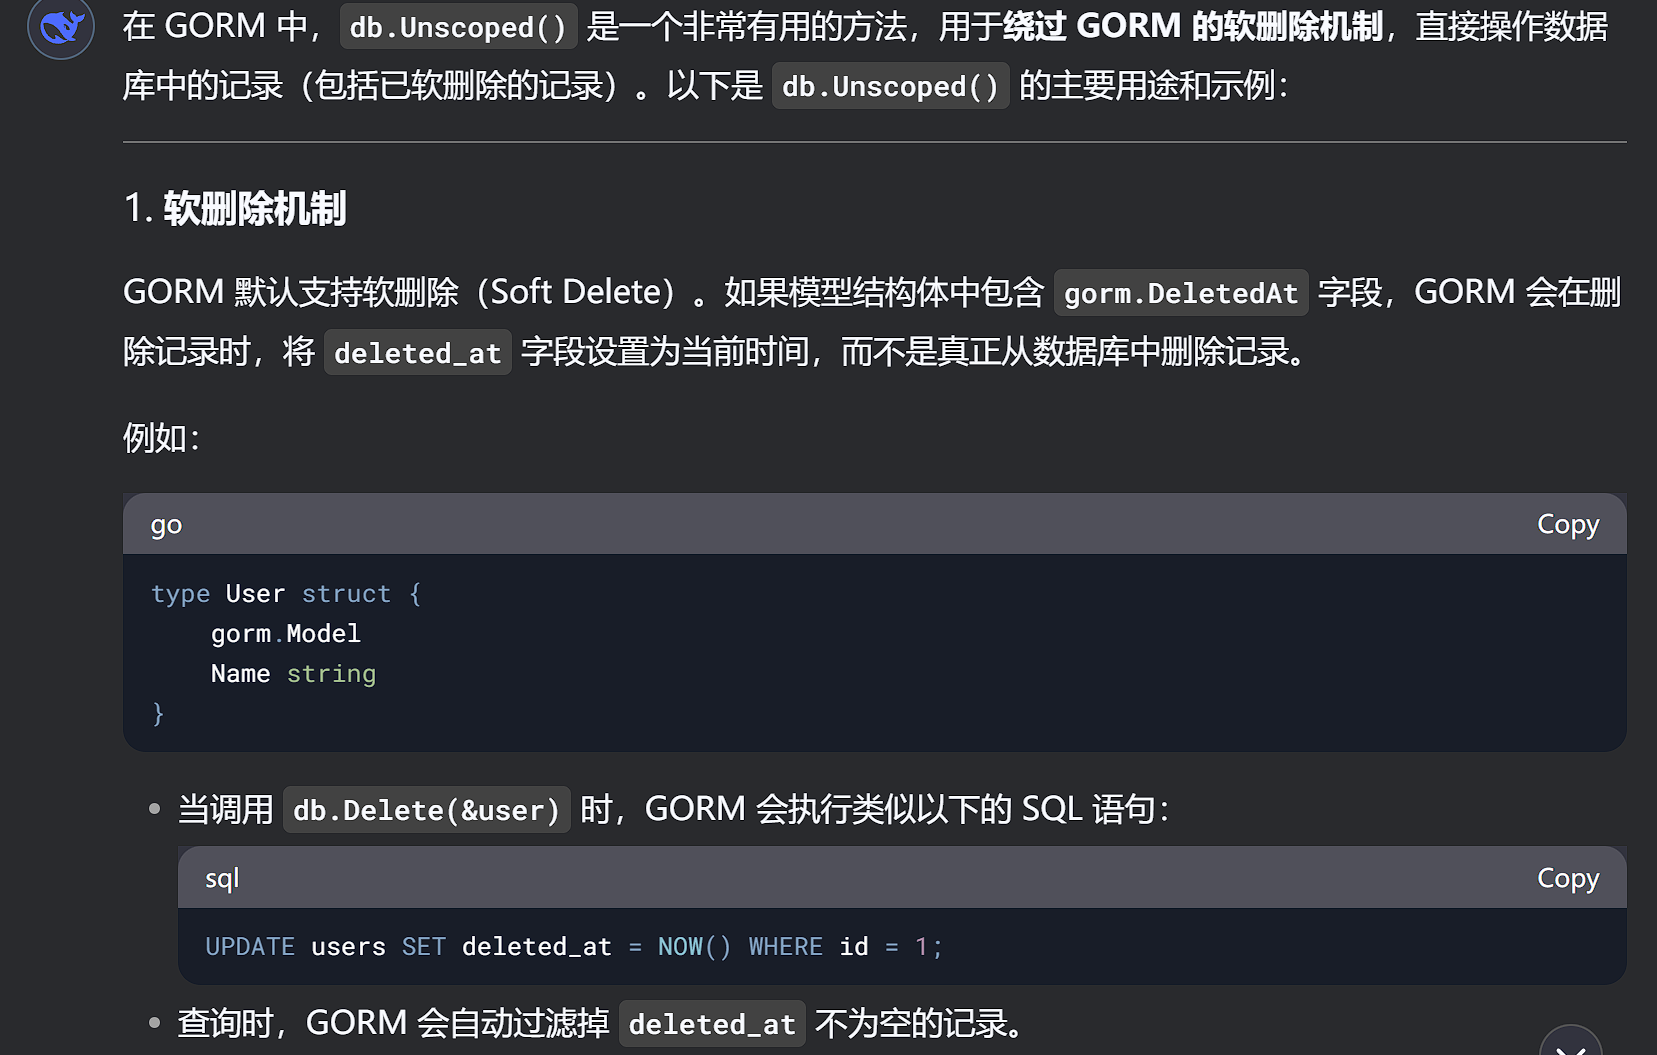 在 GORM 中，db.Unscoped() 是一个非常有用的方法，用于绕过 GORM 的软删除机制，直接操作数据
库中的记录（包括已软删除的记录）。以下是 db.Unscoped() 的主要用途和示例：
1. 软删除机制
GORM 默认支持软删除（Soft Delete）。如果模型结构体中包含 gorm.DeletedAt 字段，GORM 会在删
除记录时，将 deleted_at 字段设置为当前时间，而不是真正从数据库中删除记录。
例如：
go Copy
type User struct {
    gorm.Model
    Name string
}
• 当调用 db.Delete(&user) 时，GORM 会执行类似以下的 SQL 语句：
sql Copy
UPDATE users SET deleted_at = NOW() WHERE id = 1;
• 查询时，GORM 会自动过滤掉 deleted_at 不为空的记录。